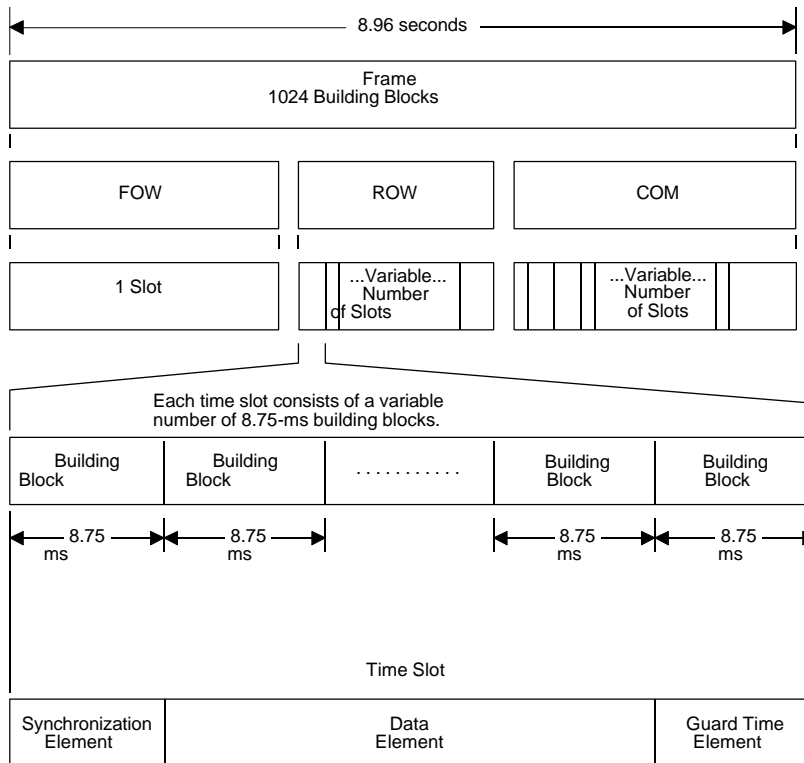 8.96 seconds
Frame
1024 Building Blocks
FOW
ROW
COM
1 Slot
...Variable...
Number
of Slots
...Variable...
Number
of Slots
Each time slot consists of a variable
number of 8.75-ms building blocks.
Building
Block
Building
Block
. . . . . . . . . . .
Building
Block
Building
Block
8.75
ms
8.75
ms
8.75
ms
8.75
ms
Time Slot
Synchronization
Element
Data
Element
Guard Time
Element